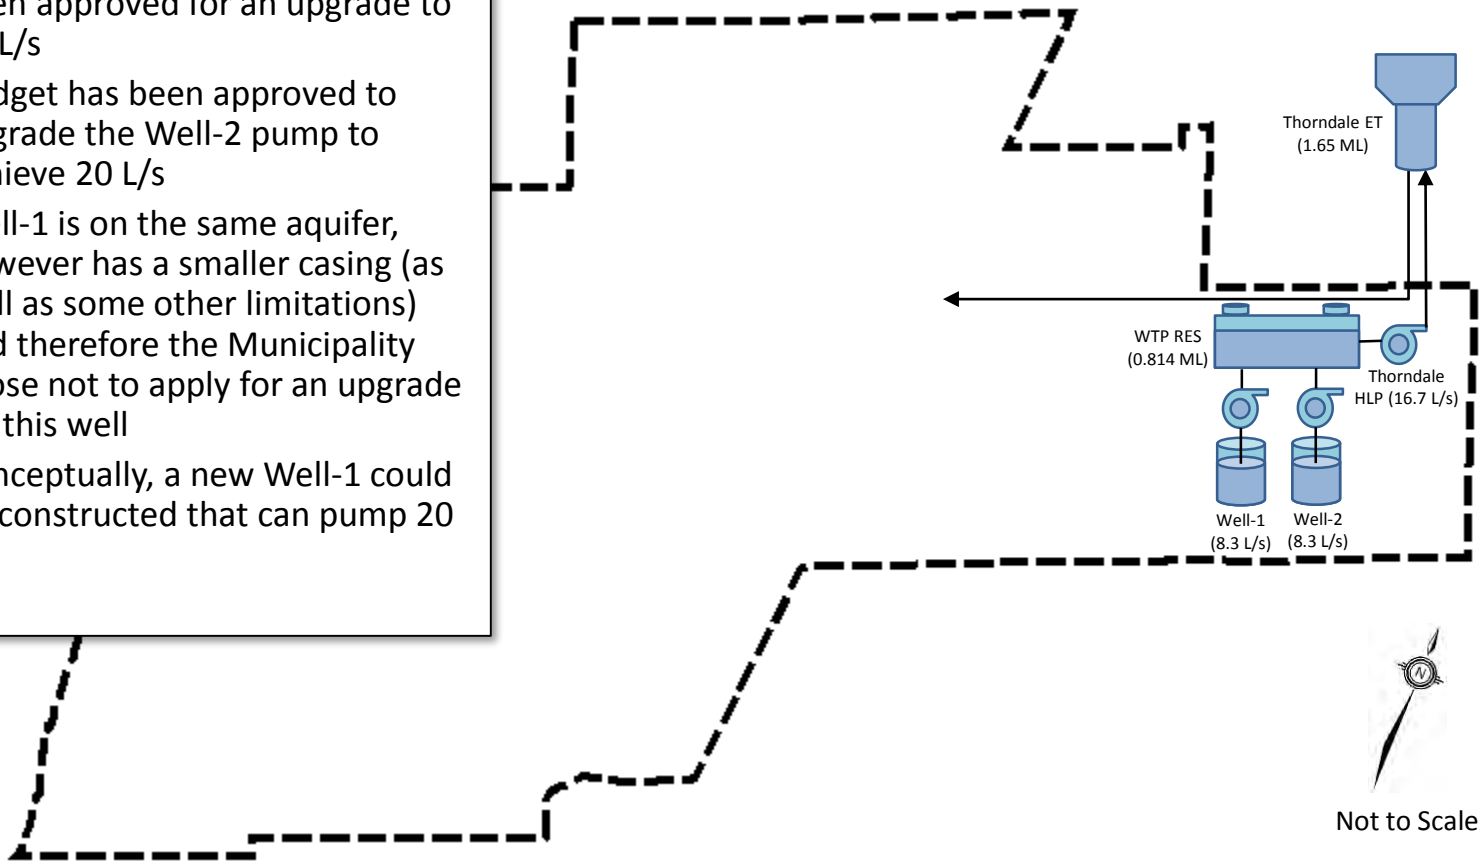 en approved for an upgrade to
L/s
dget has been approved to
grade the Well-2 pump to
hieve 20 L/s
ell-1 is on the same aquifer,
wever has a smaller casing (as
ll as some other limitations)
d therefore the Municipality
ose not to apply for an upgrade
this well
nceptually, a new Well-1 could
constructed that can pump 20
Thorndale ET
(1.65 ML)
WTP RES
(0.814 ML)
Thorndale
HLP (16.7 L/s)
Well-1
(8.3 L/s)
Well-2
(8.3 L/s)
N
Not to Scale